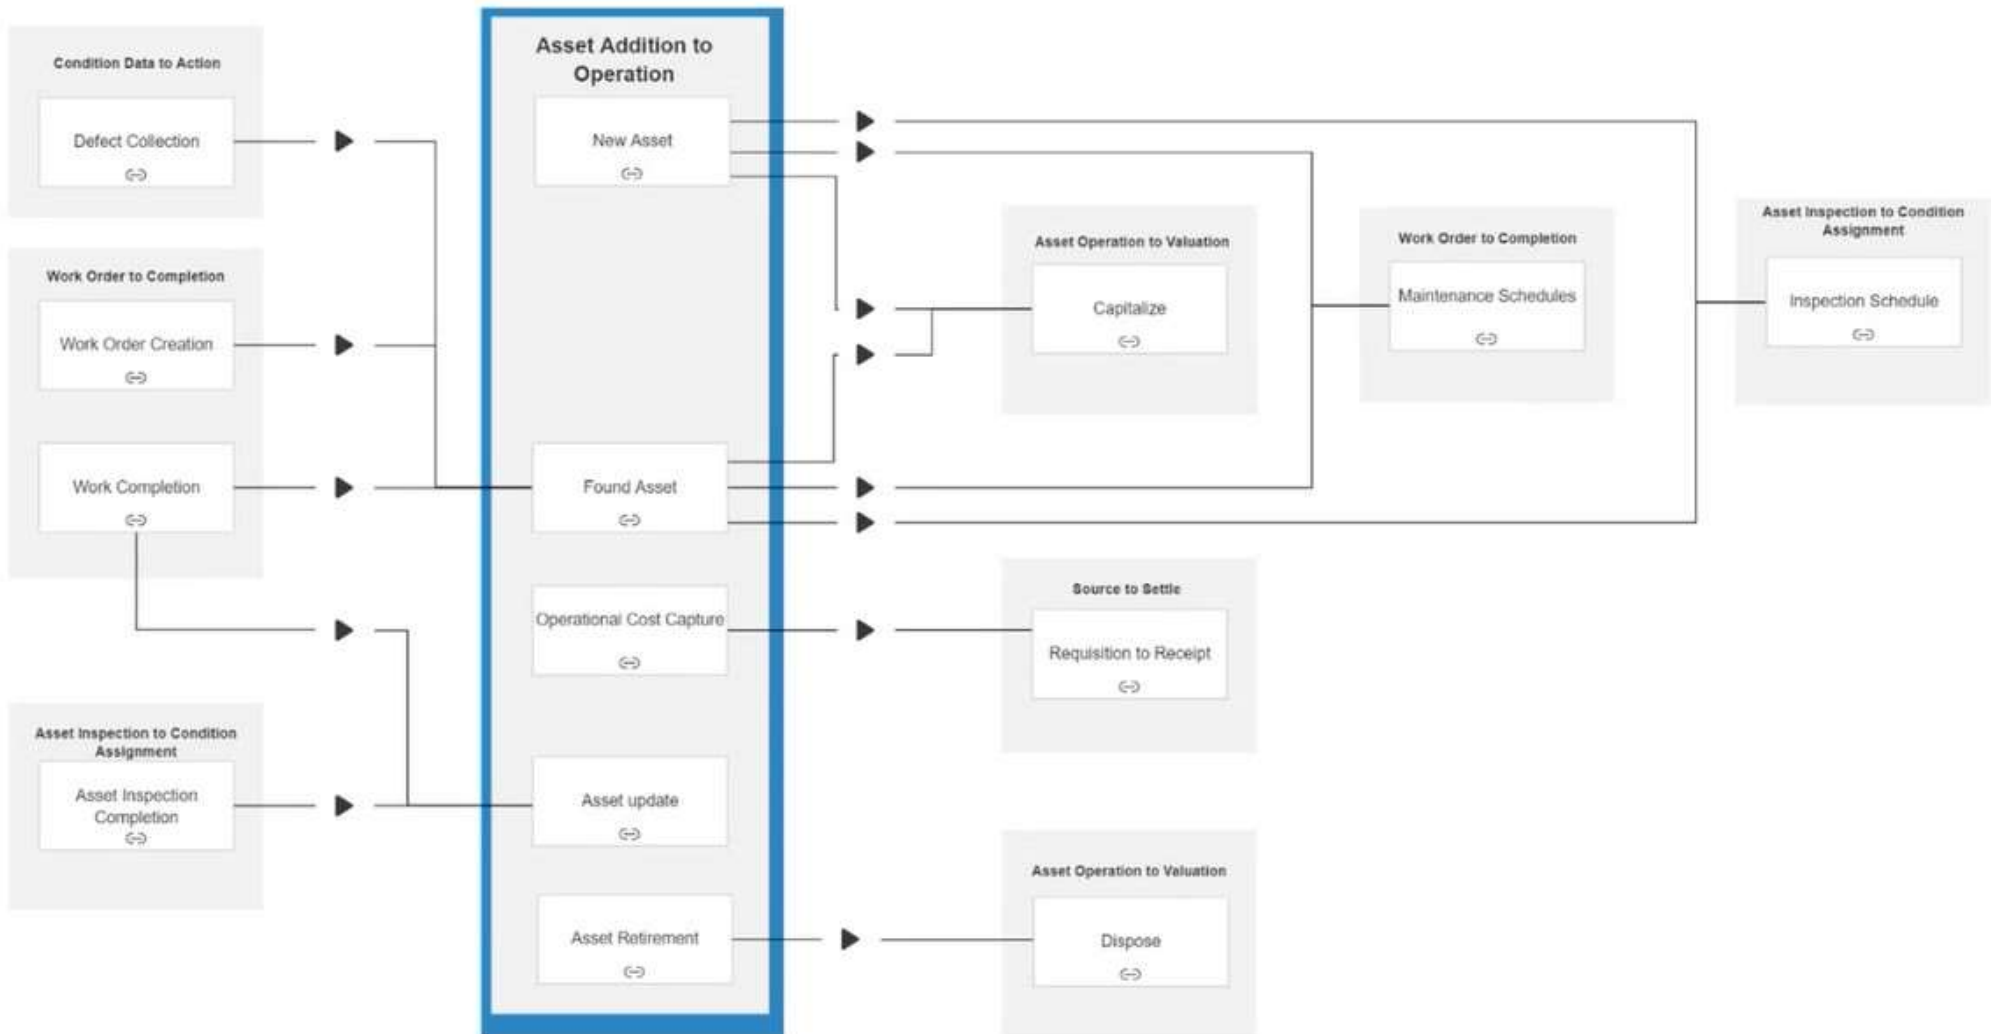 Condition Data to Action
Defect Collection
Work Order to Completion
Work Order Creation
Work Completion
Asset Inspection to Condition
Assignment
Asset Inspection
Completion
Asset Addition to
Operation
New Asset
Found Asset
Operational Cost Capture
Asset update
Asset Retirement
Asset Operation to Valuation
Capitalize
Work Order to Completion
Maintenance Schedules
Asset Inspection to Condition
Assignment
Inspection Schedule
Source to Settle
Requisition to Receipt
Asset Operation to Valuation
Dispose